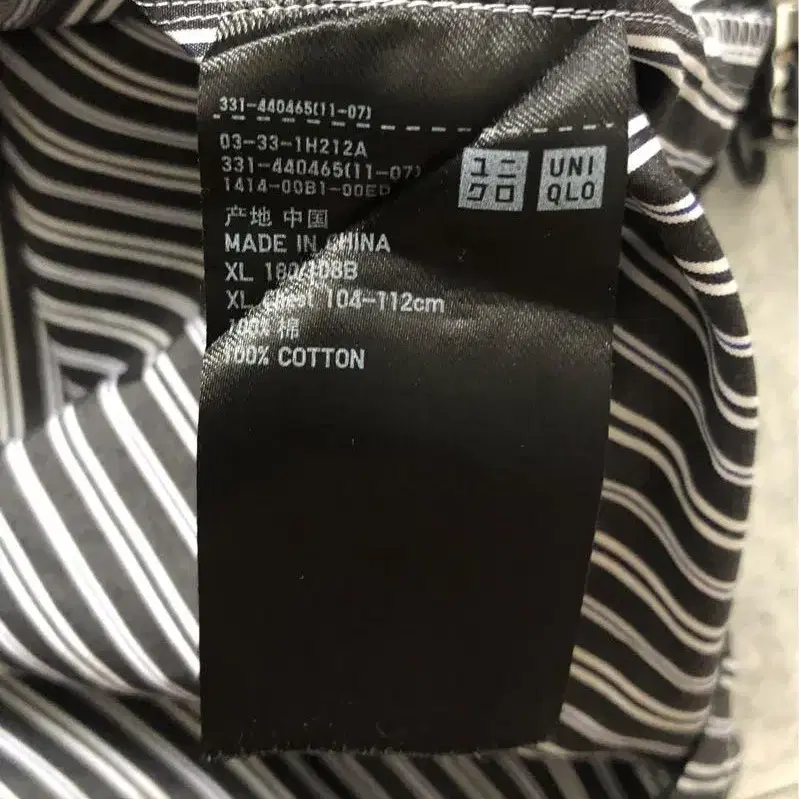 331-440465(11-07)
03-33-1H212A
331-440465(11-07)
1414-00B1-00ER
ユニ
クロ
UNI
QLO
产地 中国
MADE IN CHINA
XL 180/108B
XL Chest 104-112cm
100% 棉
100% COTTON